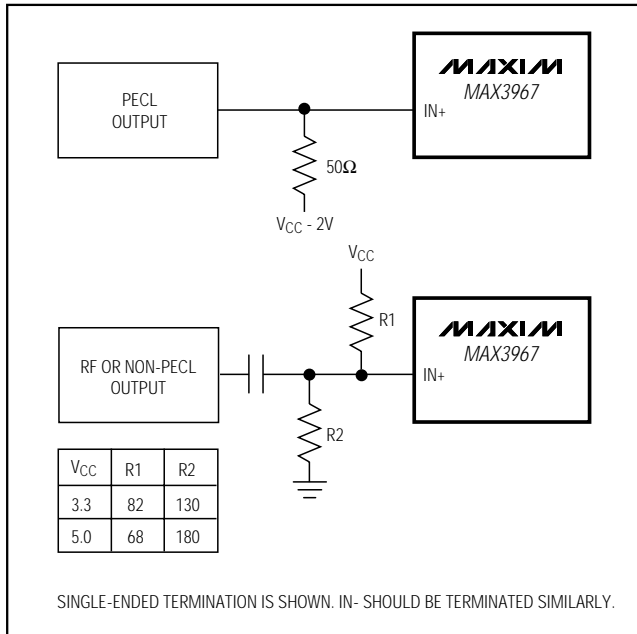 PECL
OUTPUT
MAXIM
MAX3967
IN+
50Ω
VCC - 2V
VCC
R1
RF OR NON-PECL
OUTPUT
MAXIM
MAX3967
IN+
R2
VCC R1 R2
3.3 82 130
5.0 68 180
SINGLE-ENDED TERMINATION IS SHOWN. IN- SHOULD BE TERMINATED SIMILARLY.